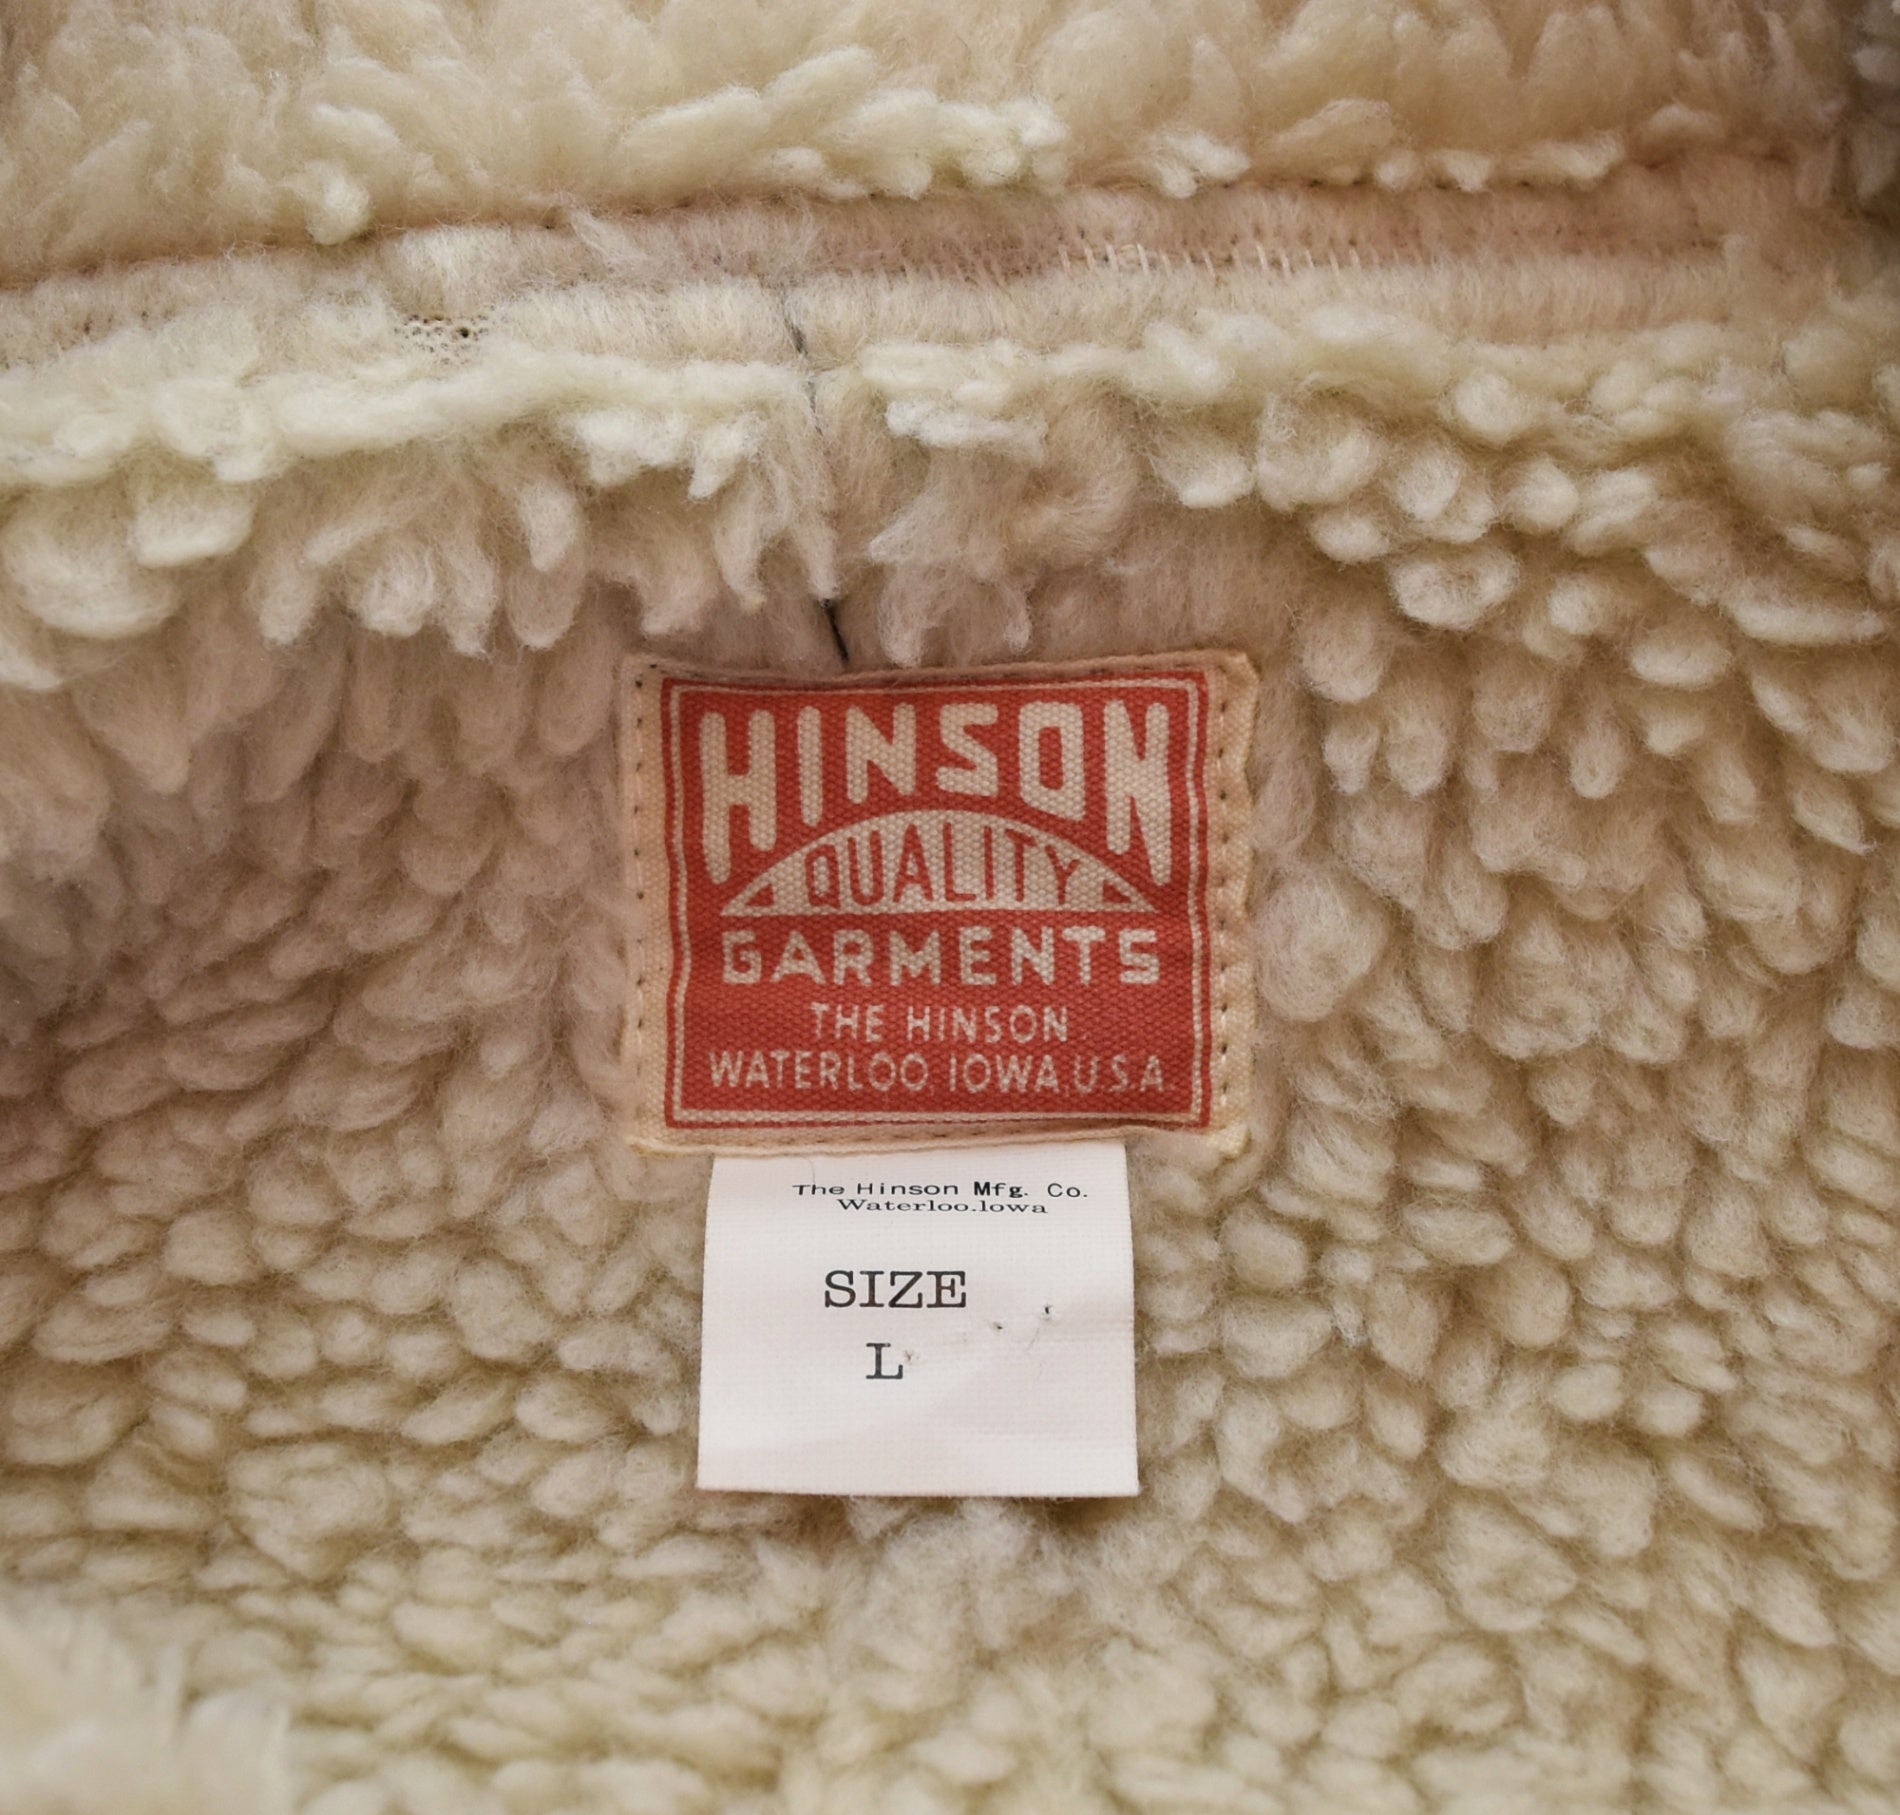 HINSON
QUALITY
GARMENTS
THE HINSON
WATERLOO, IOWA, U.S.A
The Hinson Mfg. Co.
Waterloo.Iowa
SIZE
L